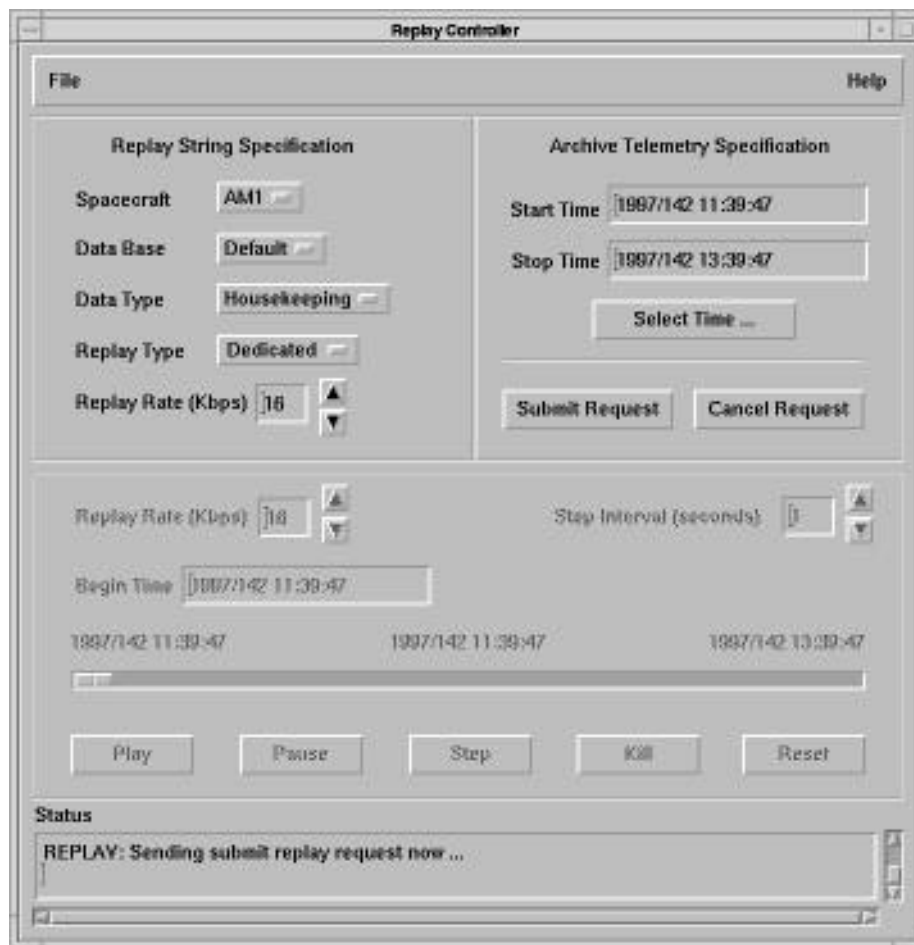 Replay Controller
File
Help
Replay String Specification
Spacecraft AM1
Data Base Default
Data Type Housekeeping
Replay Type Dedicated
Replay Rate (Kbps) 16
Archive Telemetry Specification
Start Time 1997/142 11:39:47
Stop Time 1997/142 13:39:47
Select Time ...
Submit Request
Cancel Request
Replay Rate (Kbps) 16
Step Interval (seconds) 1
Begin Time 1997/142 11:39:47
1997/142 11:39:47
1997/142 11:39:47
1997/142 13:39:47
Play
Pause
Step
Kill
Reset
Status
REPLAY: Sending submit replay request now ...